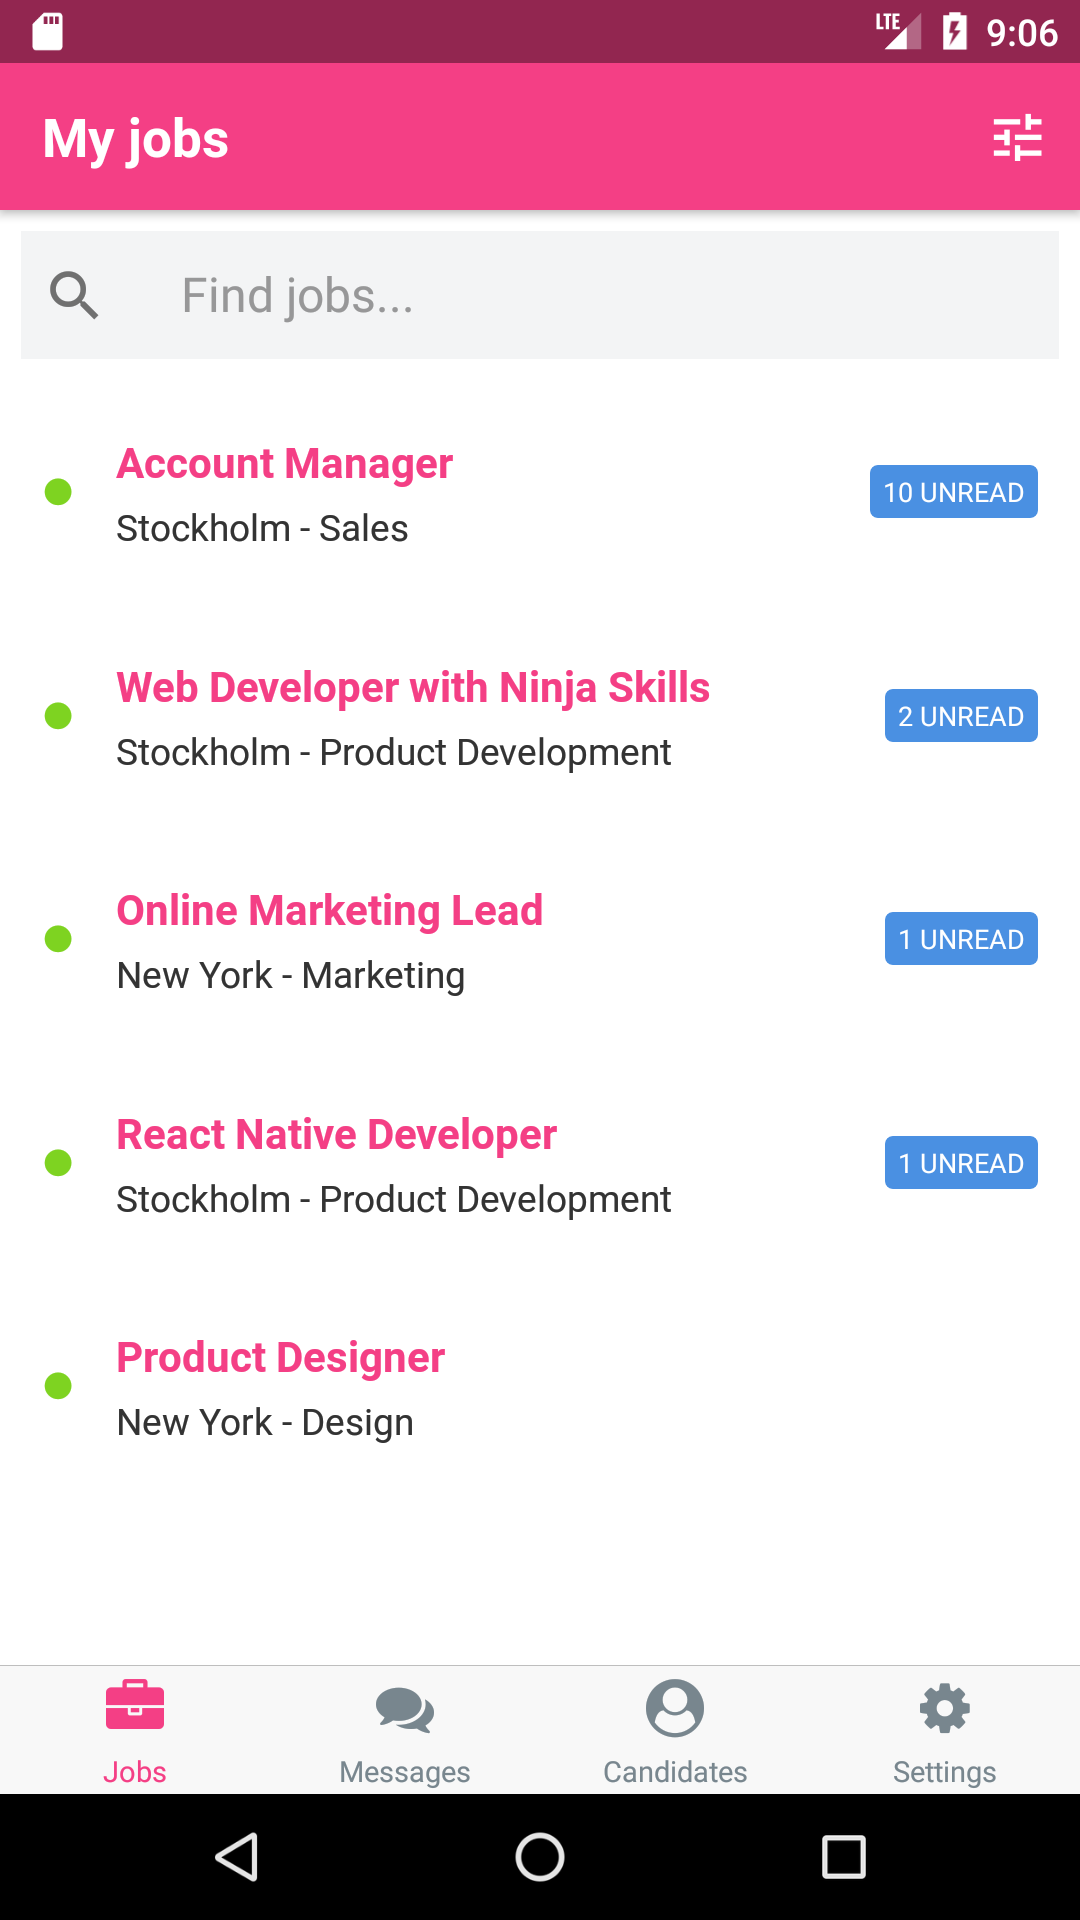 LTE 9:06
My jobs
Find jobs...
Account Manager
10 UNREAD
Stockholm - Sales
Web Developer with Ninja Skills
2 UNREAD
Stockholm - Product Development
Online Marketing Lead
1 UNREAD
New York - Marketing
React Native Developer
1 UNREAD
Stockholm - Product Development
Product Designer
New York - Design
Jobs Messages Candidates Settings